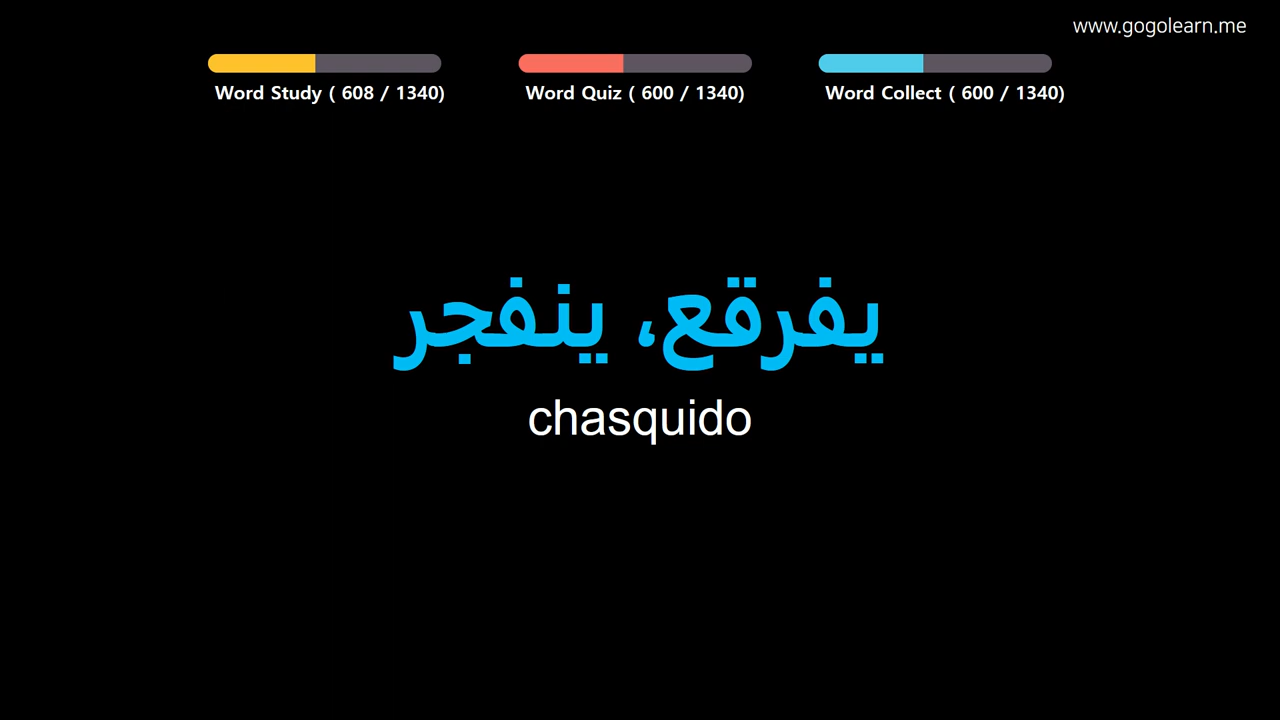 www.gogolearn.me
Word Study ( 608 / 1340)
Word Quiz ( 600 / 1340)
Word Collect ( 600 / 1340)
يفرقع، ينفجر
chasquido